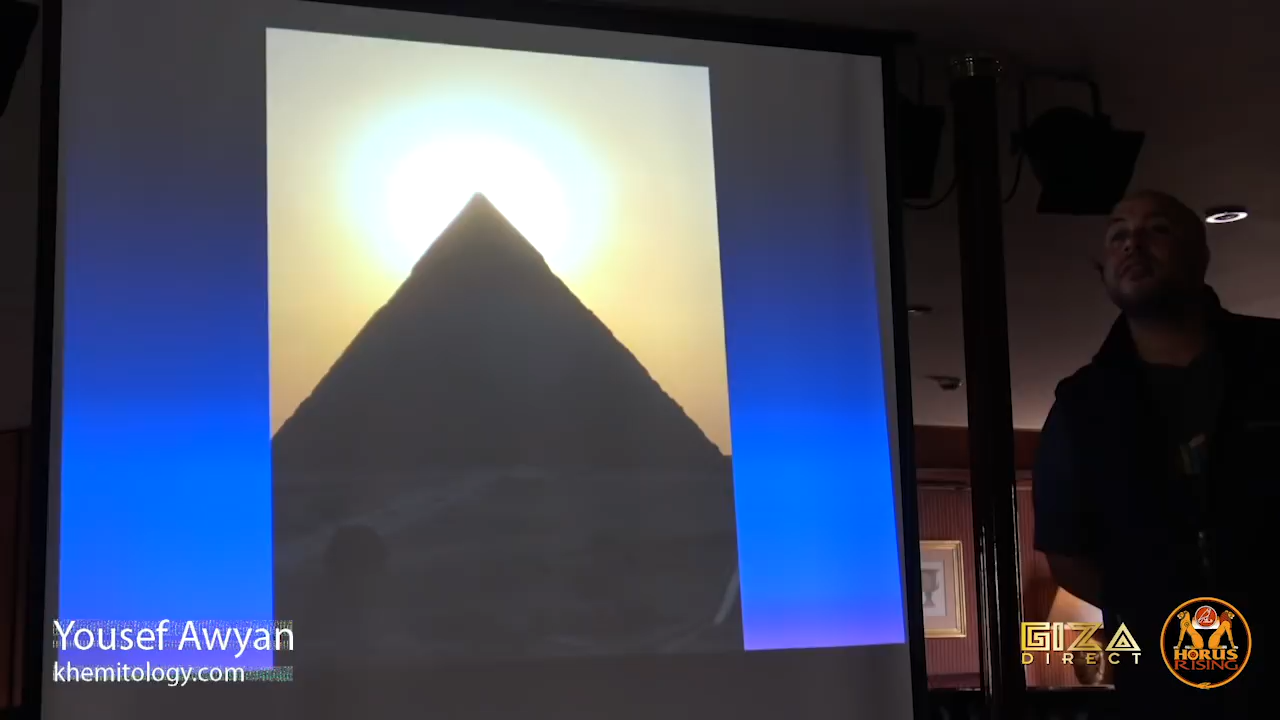 Yousef Awyan
khemitology.com
GIZA
DIRECT
HORUS
RISING